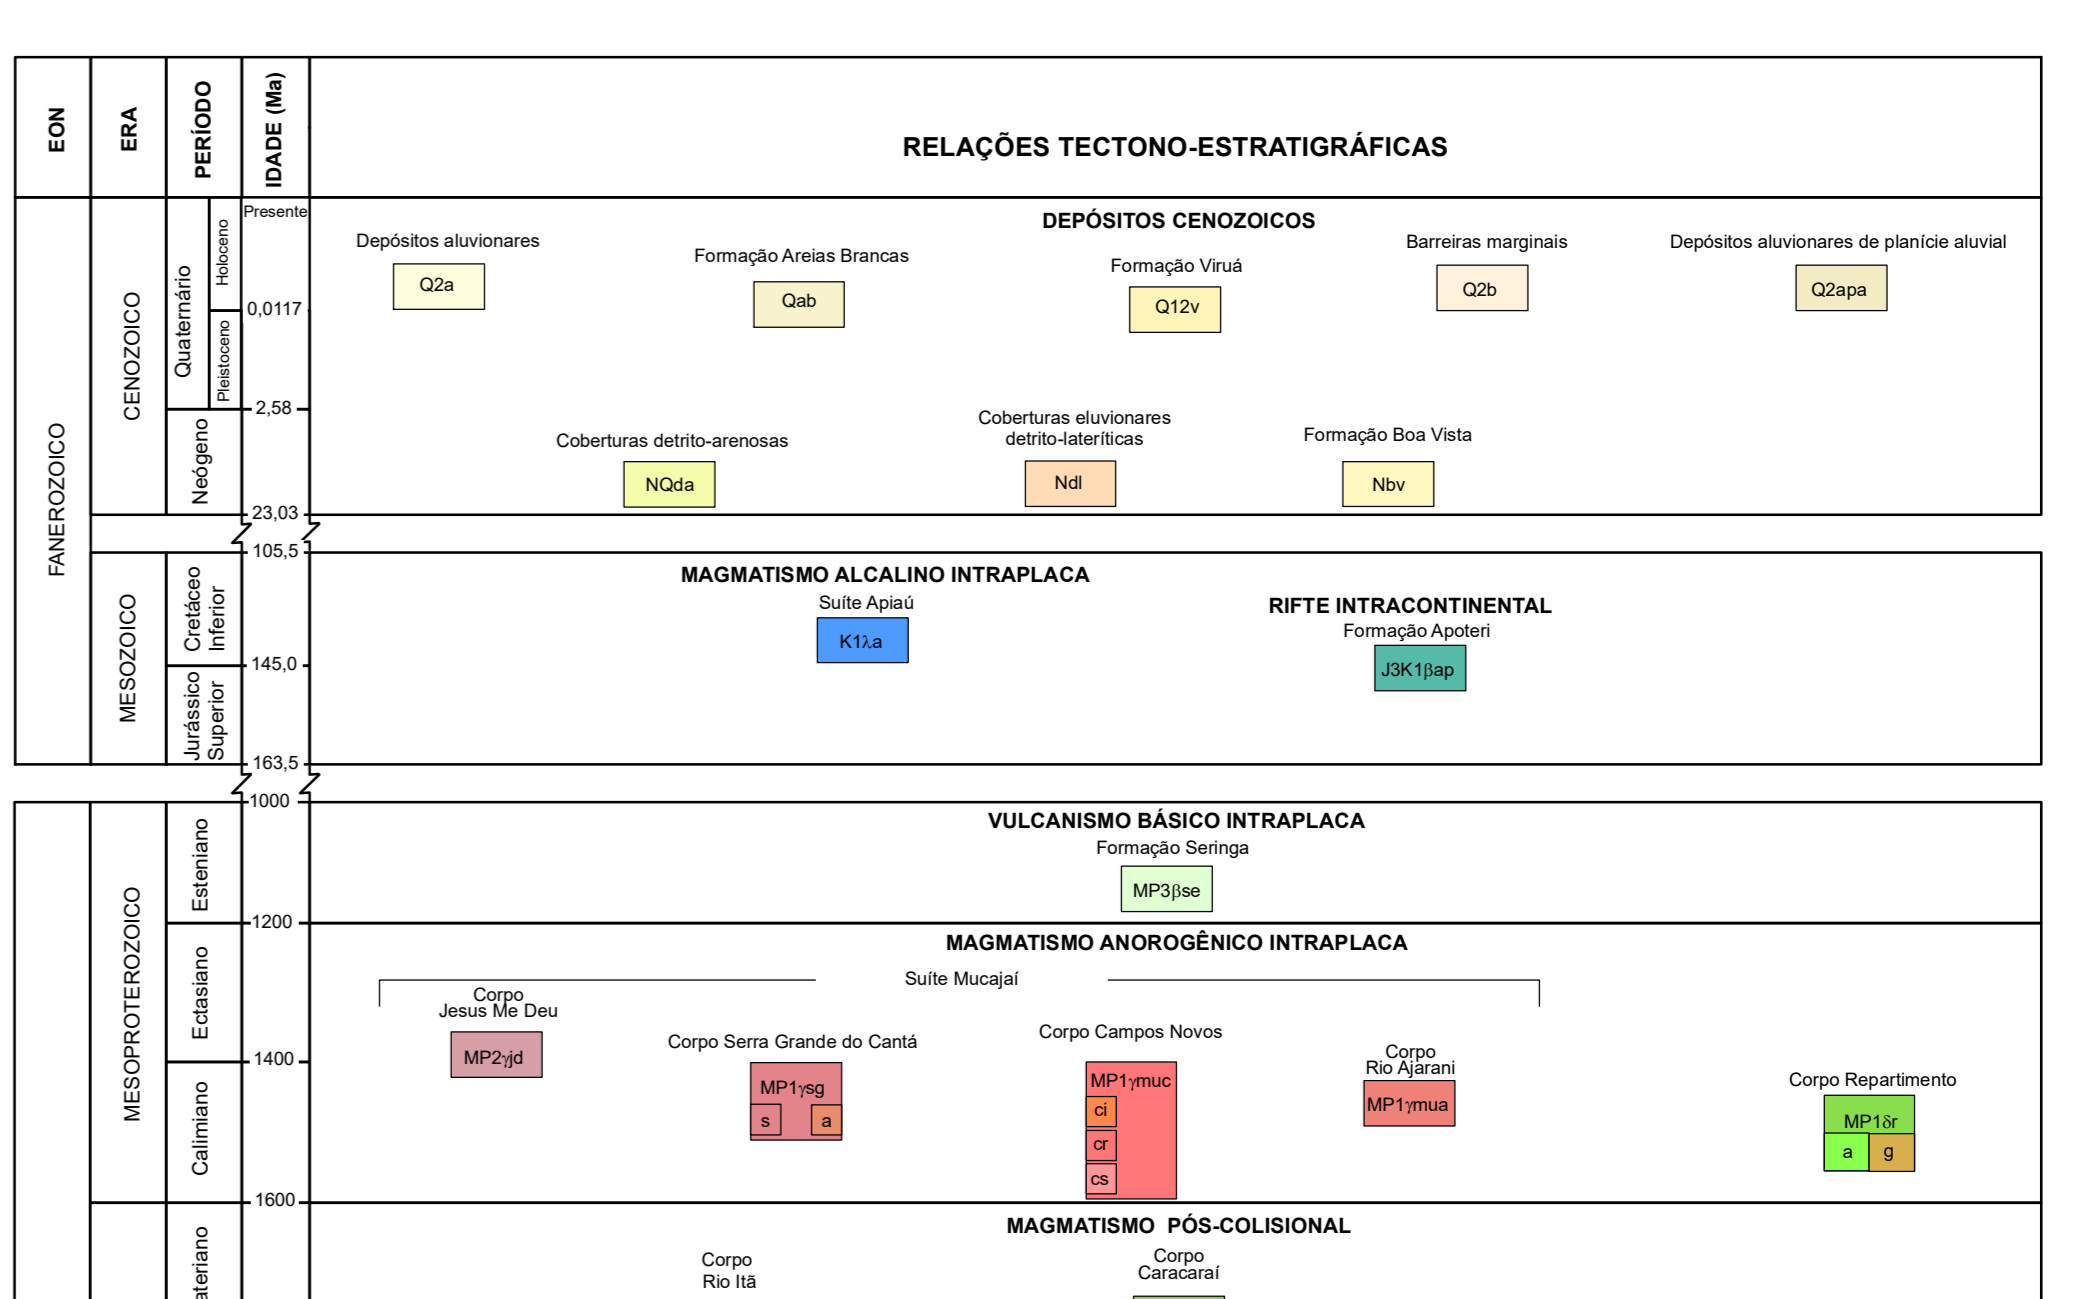 EON
ERA
PERÍODO
IDADE (Ma)
RELAÇÕES TECTONO-ESTRATIGRÁFICAS
FANEROZOICO
CENOZOICO
Quaternário
Holoceno
Pleistoceno
Neógeno
Presente
0,0117
2,58
23,03
DEPÓSITOS CENOZOICOS
Depósitos aluvionares
Q2a
Formação Areias Brancas
Qab
Formação Viruá
Q12v
Barreiras marginais
Q2b
Depósitos aluvionares de planície aluvial
Q2apa
Coberturas detrito-arenosas
NQda
Coberturas eluvionares
detrito-lateríticas
Ndl
Formação Boa Vista
Nbv
MESOZOICO
Cretáceo
Inferior
Jurássico
Superior
105,5
145,0
163,5
MAGMATISMO ALCALINO INTRAPLACA
Suíte Apiaú
K1λa
RIFTE INTRACONTINENTAL
Formação Apoteri
J3K1βap
MESOPROTEROZOICO
Esteniano
Ectasiano
Calimiano
1000
1200
1400
1600
VULCANISMO BÁSICO INTRAPLACA
Formação Seringa
MP3βse
MAGMATISMO ANOROGÊNICO INTRAPLACA
Suíte Mucajaí
Corpo
Jesus Me Deu
MP2γjd
Corpo Serra Grande do Cantá
MP1γsg
s
a
Corpo Campos Novos
MP1γmuc
ci
cr
cs
Corpo
Rio Ajarani
MP1γmua
Corpo Repartimento
MP1δr
a
g
MAGMATISMO PÓS-COLISIONAL
Corpo
Rio Itã
Corpo
Caracaraí